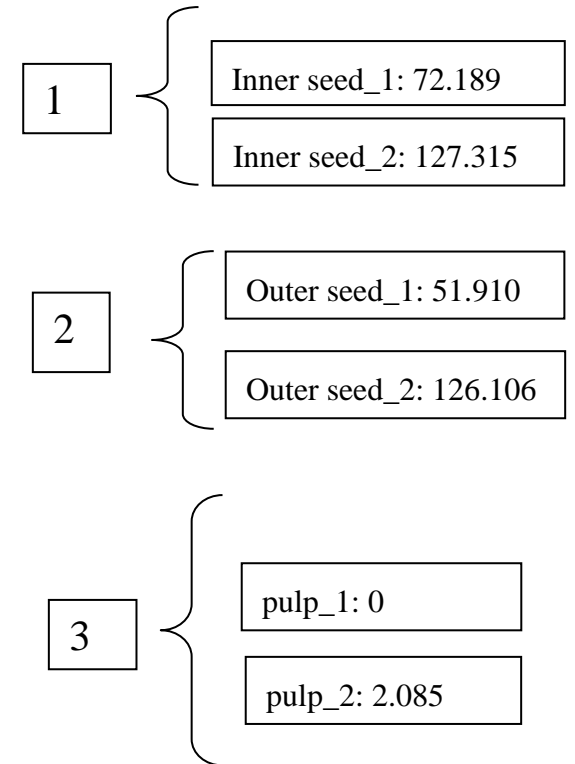 1
Inner seed_1: 72.189
Inner seed_2: 127.315
2
Outer seed_1: 51.910
Outer seed_2: 126.106
3
pulp_1: 0
pulp_2: 2.085